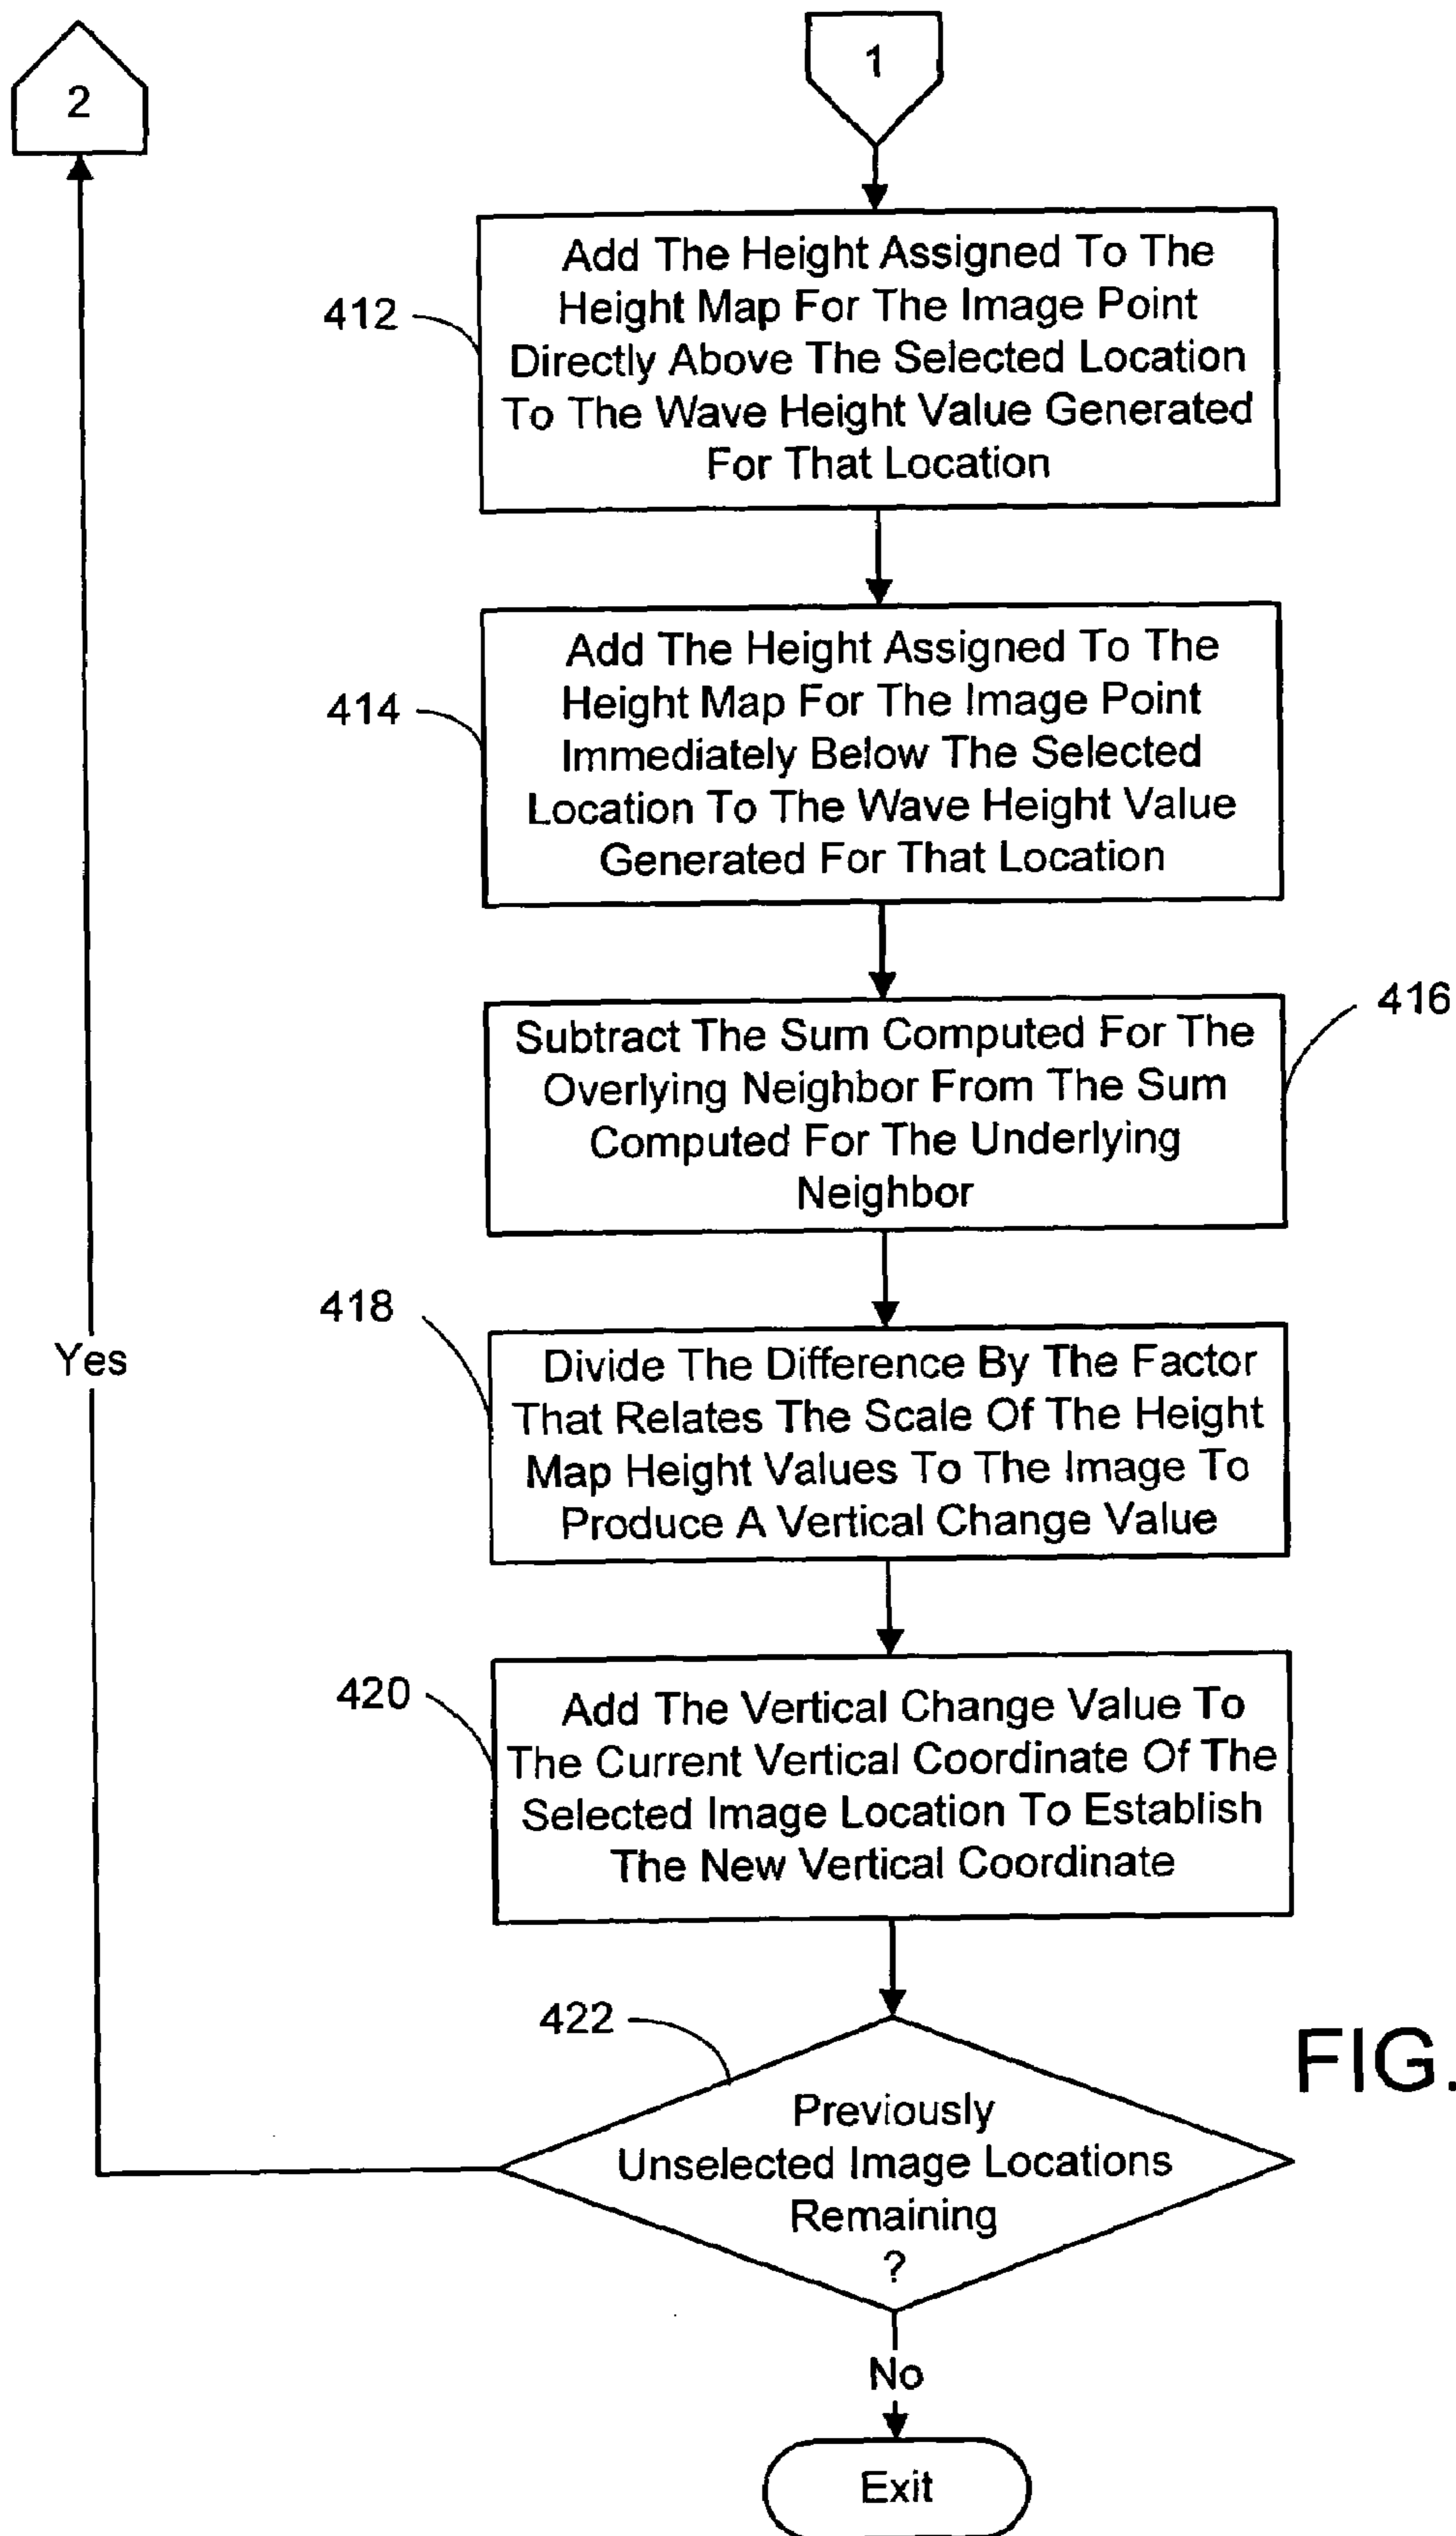 2
1
412
Add The Height Assigned To The
Height Map For The Image Point
Directly Above The Selected Location
To The Wave Height Value Generated
For That Location
414
Add The Height Assigned To The
Height Map For The Image Point
Immediately Below The Selected
Location To The Wave Height Value
Generated For That Location
416
Subtract The Sum Computed For The
Overlying Neighbor From The Sum
Computed For The Underlying
Neighbor
418
Yes
Divide The Difference By The Factor
That Relates The Scale Of The Height
Map Height Values To The Image To
Produce A Vertical Change Value
420
Add The Vertical Change Value To
The Current Vertical Coordinate Of The
Selected Image Location To Establish
The New Vertical Coordinate
422
FIG.
Previously
Unselected Image Locations
Remaining
?
No
Exit